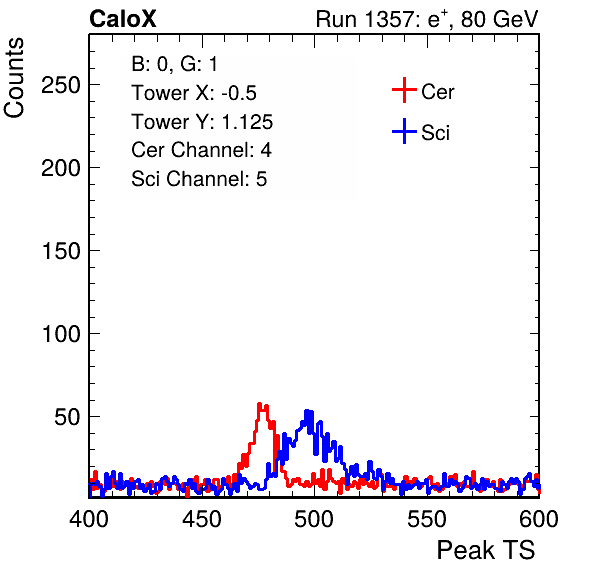 CaloX
Run 1357: e+, 80 GeV
Counts
B: 0, G: 1
Tower X: -0.5
Tower Y: 1.125
Cer Channel: 4
Sci Channel: 5
Cer
Sci
250
200
150
100
50
400 450 500 550 600
Peak TS